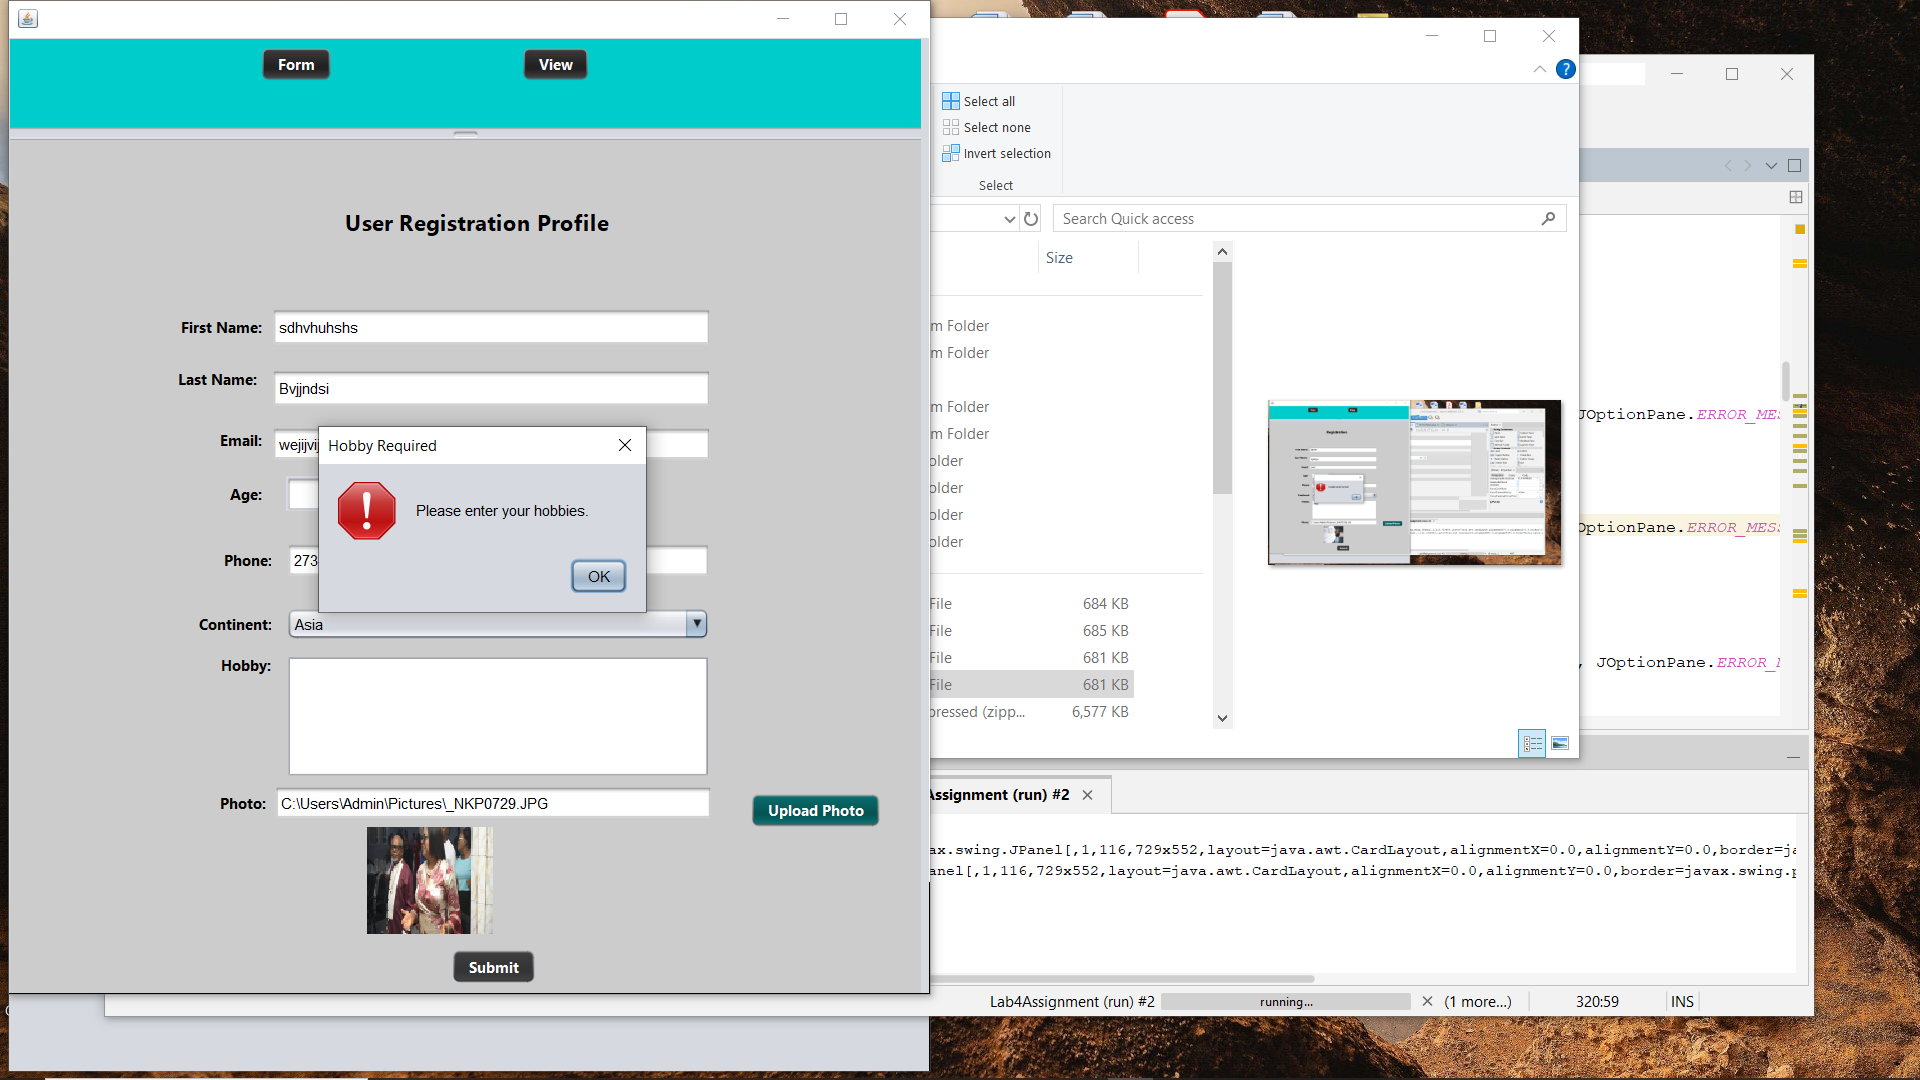 Form
View
User Registration Profile
First Name:
sdhvhuhshs
Last Name:
Bvjjndsi
Email:
Age:
Phone:
273
Continent:
Asia
Hobby:
Photo:
C:\Users\Admin\Pictures\_NKP0729.JPG
Upload Photo
Submit
Hobby Required
Please enter your hobbies.
OK
Select all
Select none
Invert selection
Select
Search Quick access
Size
m Folder
m Folder
m Folder
m Folder
older
older
older
older
File 684 KB
File 685 KB
File 681 KB
File 681 KB
pressed (zipp... 6,577 KB
JOptionPane.ERROR_MES
OptionPane.ERROR_MESS
, JOptionPane.ERROR_M
Assignment (run) #2
ax.swing.JPanel[,1,116,729x552,layout=java.awt.CardLayout,alignmentX=0.0,alignmentY=0.0,border=ja
anel[,1,116,729x552,layout=java.awt.CardLayout,alignmentX=0.0,alignmentY=0.0,border=javax.swing.p
Lab4Assignment (run) #2
running...
(1 more...)
320:59
INS